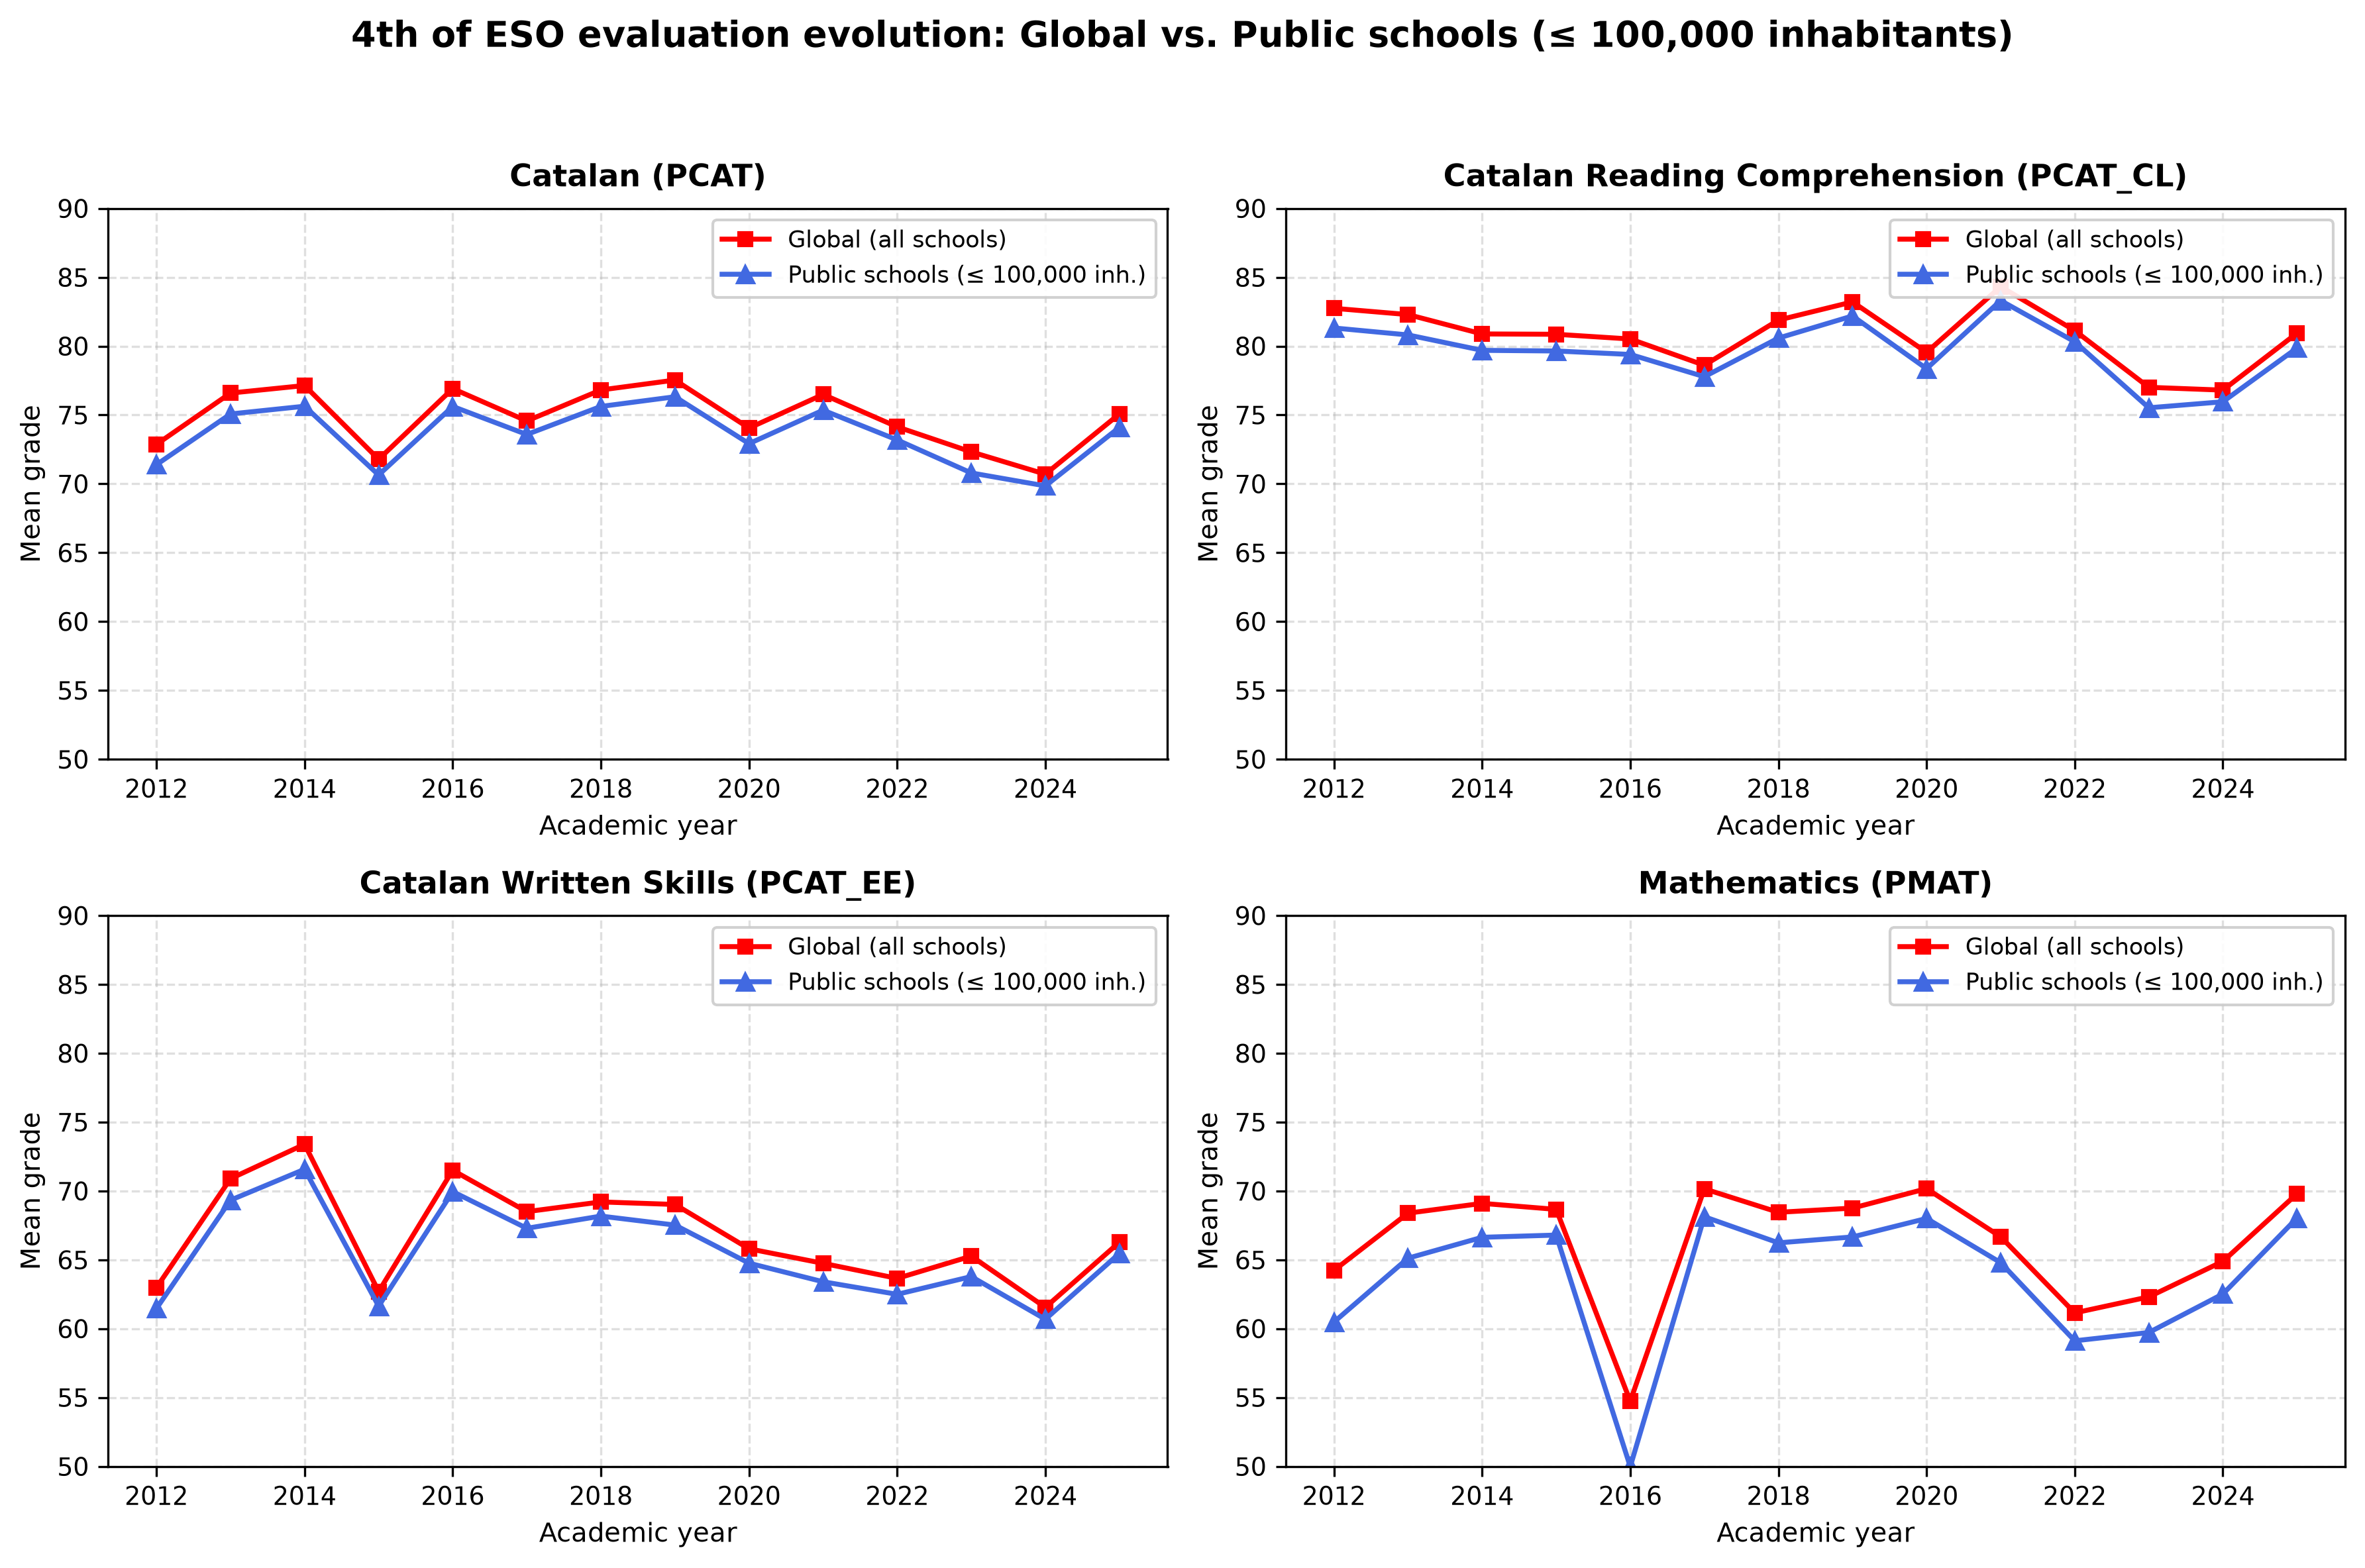 4th of ESO evaluation evolution: Global vs. Public schools (≤ 100,000 inhabitants)
Catalan (PCAT)
90
85
80
75
70
65
60
55
50
Mean grade
Global (all schools)
Public schools (≤ 100,000 inh.)
2012 2014 2016 2018 2020 2022 2024
Academic year
Catalan Reading Comprehension (PCAT_CL)
90
85
80
75
70
65
60
55
50
Mean grade
Global (all schools)
Public schools (≤ 100,000 inh.)
2012 2014 2016 2018 2020 2022 2024
Academic year
Catalan Written Skills (PCAT_EE)
90
85
80
75
70
65
60
55
50
Mean grade
Global (all schools)
Public schools (≤ 100,000 inh.)
2012 2014 2016 2018 2020 2022 2024
Academic year
Mathematics (PMAT)
90
85
80
75
70
65
60
55
50
Mean grade
Global (all schools)
Public schools (≤ 100,000 inh.)
2012 2014 2016 2018 2020 2022 2024
Academic year